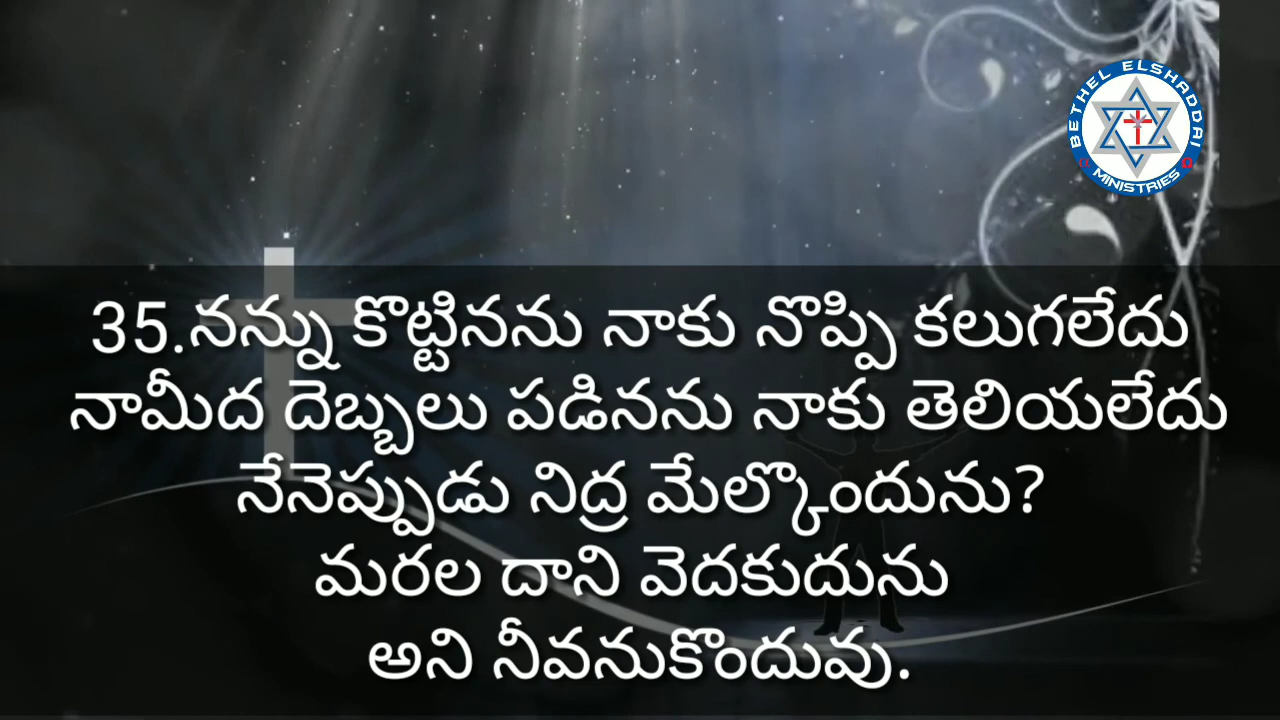 BETHEL ELSHADDAI
MINISTRIES
35.నన్ను కొట్టినను నాకు నొప్పి కలుగలేదు
నామీద దెబ్బలు పడినను నాకు తెలియలేదు
నేనెప్పుడు నిద్ర మేల్కొందును?
మరల దాని వెదకుదును
అని నీవనుకొందువు.